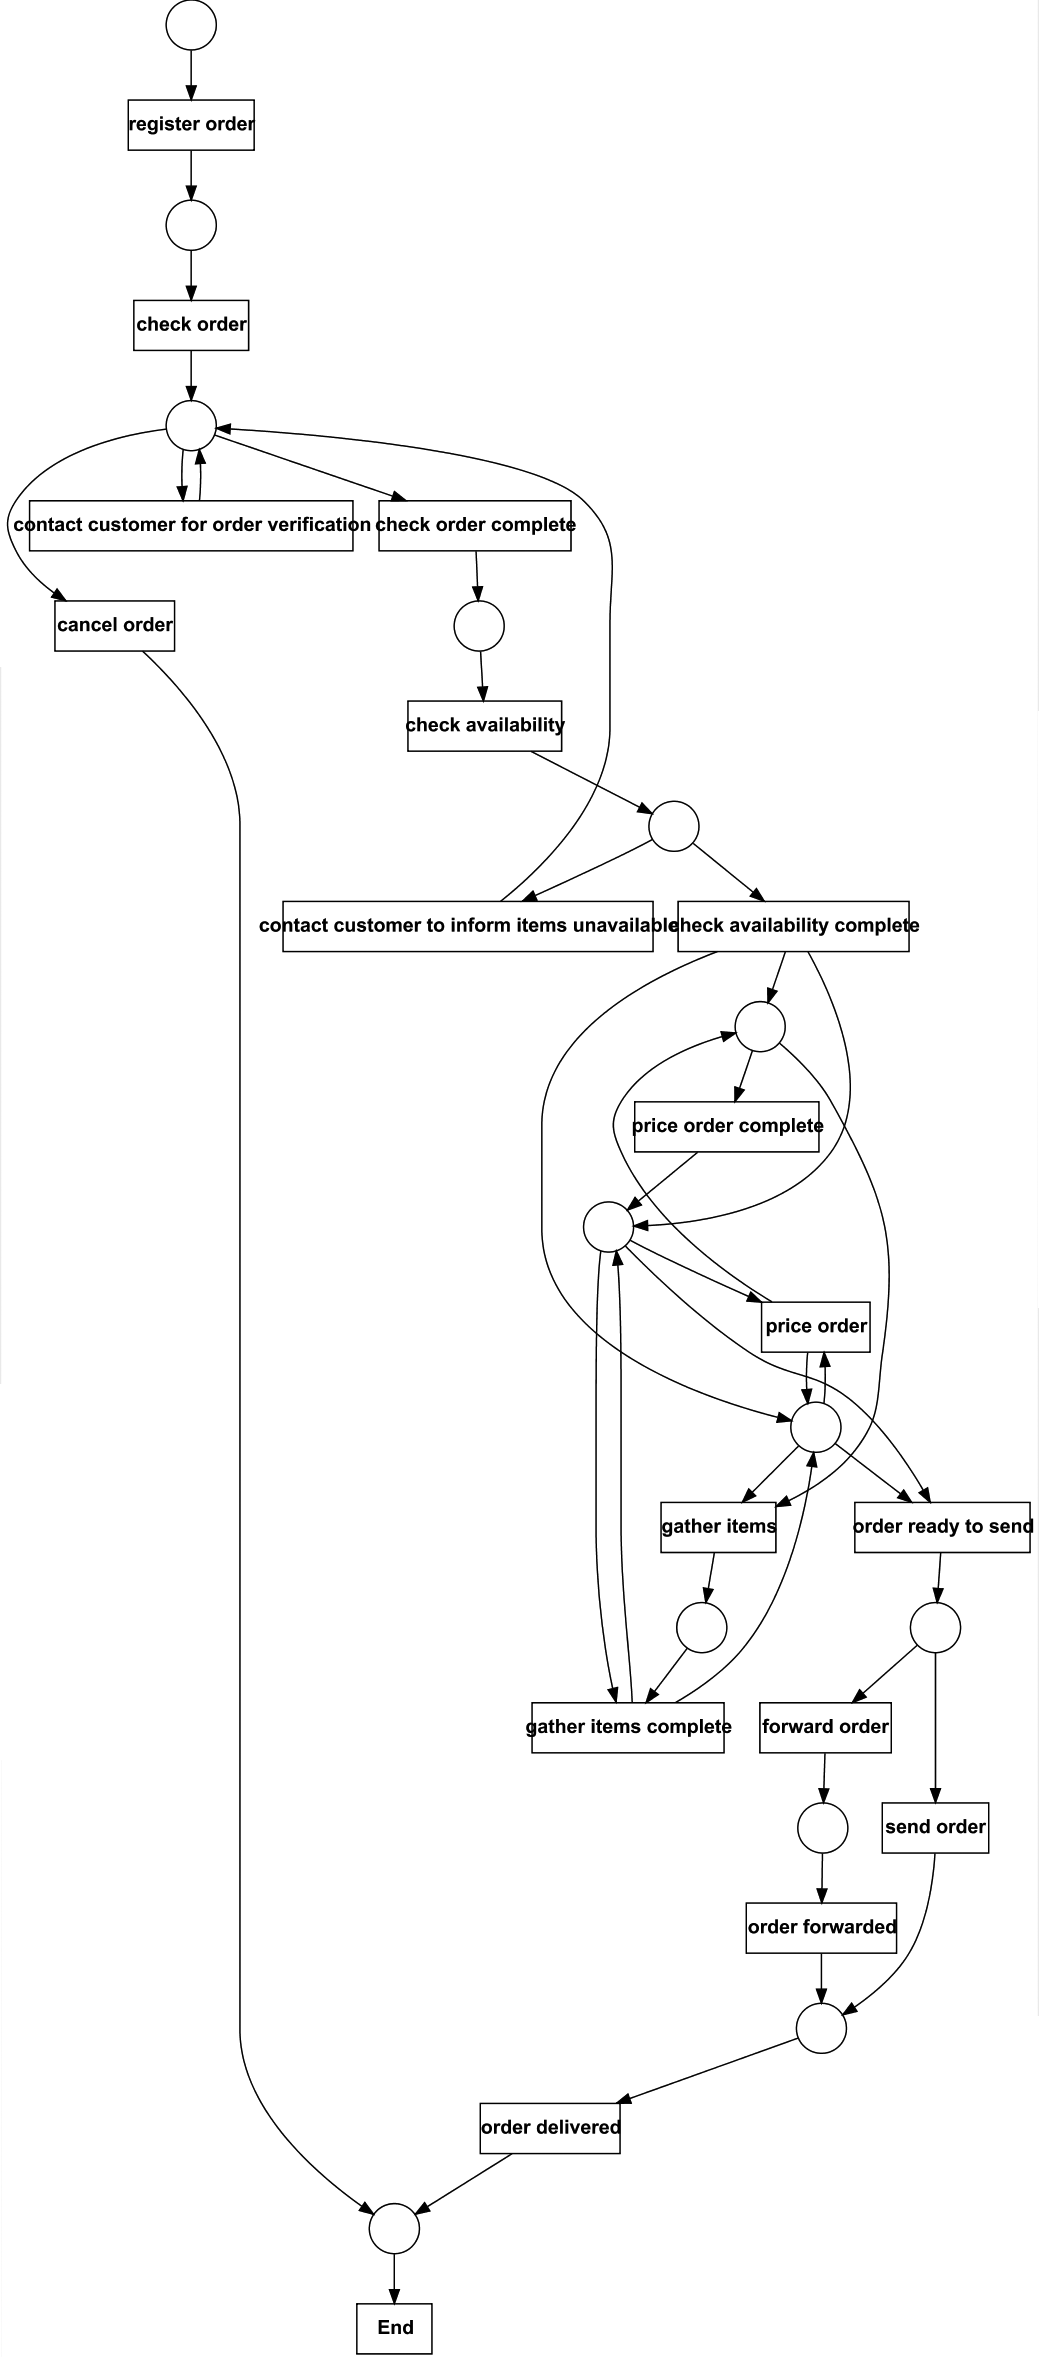 register order
check order
contact customer for order verification
check order complete
cancel order
check availability
contact customer to inform items unavailable
check availability complete
price order complete
price order
gather items
order ready to send
gather items complete
forward order
send order
order forwarded
order delivered
End